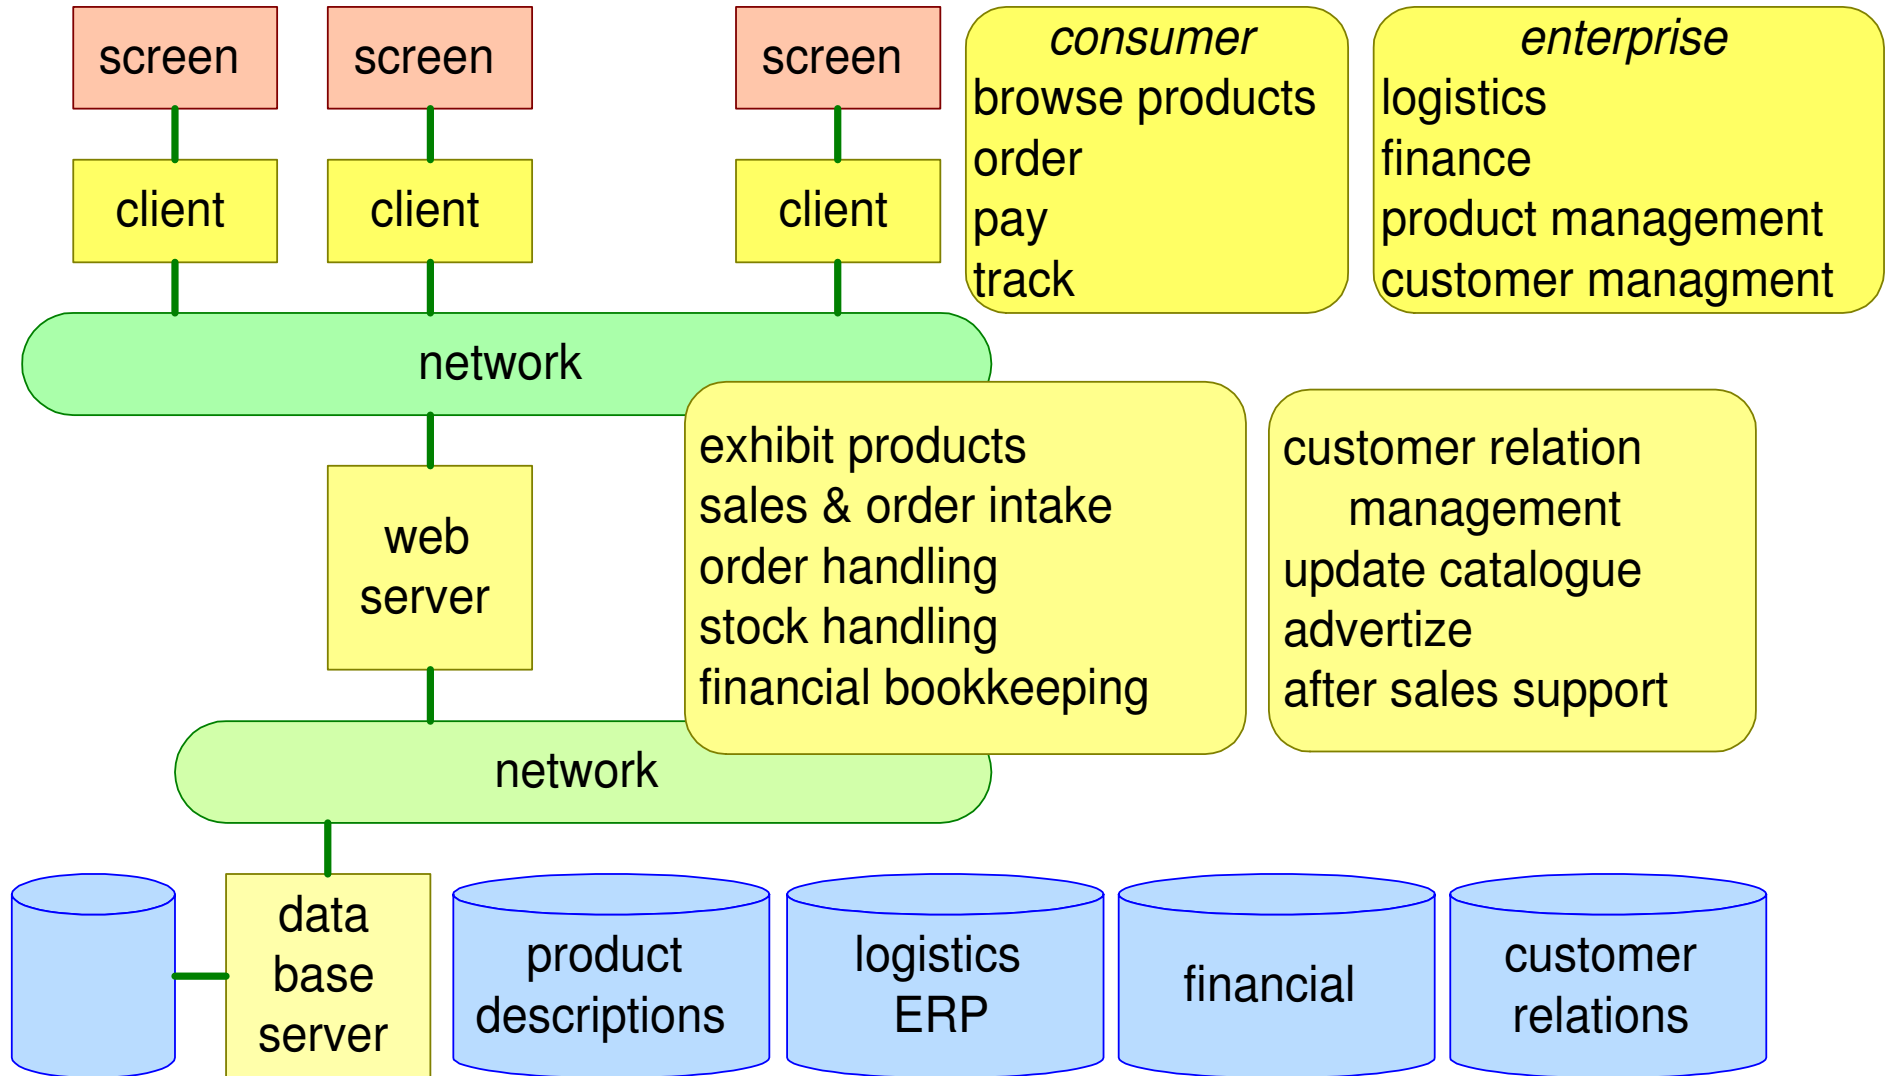 screen
screen
screen
client
client
client
consumer
browse products
order
pay
track
enterprise
logistics
finance
product management
customer managment
network
web
server
exhibit products
sales & order intake
order handling
stock handling
financial bookkeeping
customer relation
management
update catalogue
advertize
after sales support
network
data
base
server
product
descriptions
logistics
ERP
financial
customer
relations